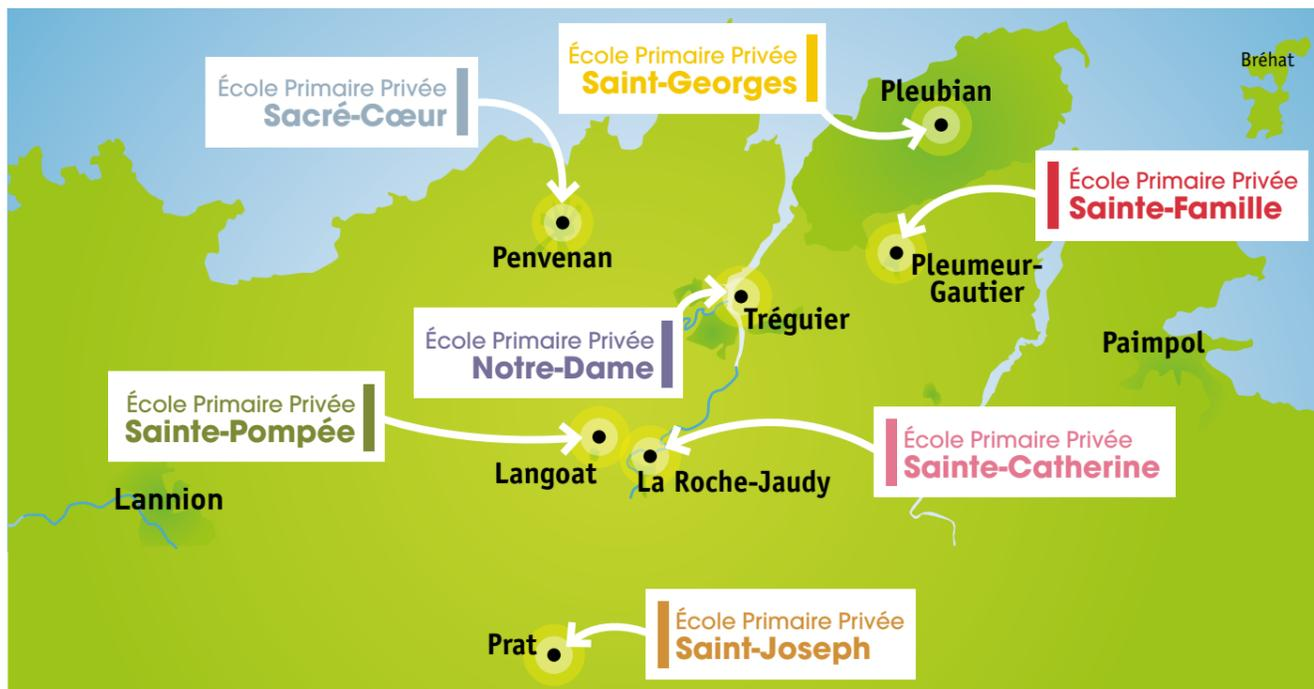 École Primaire Privée
Saint-Georges
Bréhat
École Primaire Privée
Sacré-Cœur
Pleubian
École Primaire Privée
Sainte-Famille
Penvenan
Pleumeur-
Gautier
Tréguier
École Primaire Privée
Notre-Dame
Paimpol
École Primaire Privée
Sainte-Pompée
École Primaire Privée
Sainte-Catherine
Langoat
La Roche-Jaudy
Lannion
École Primaire Privée
Saint-Joseph
Prat